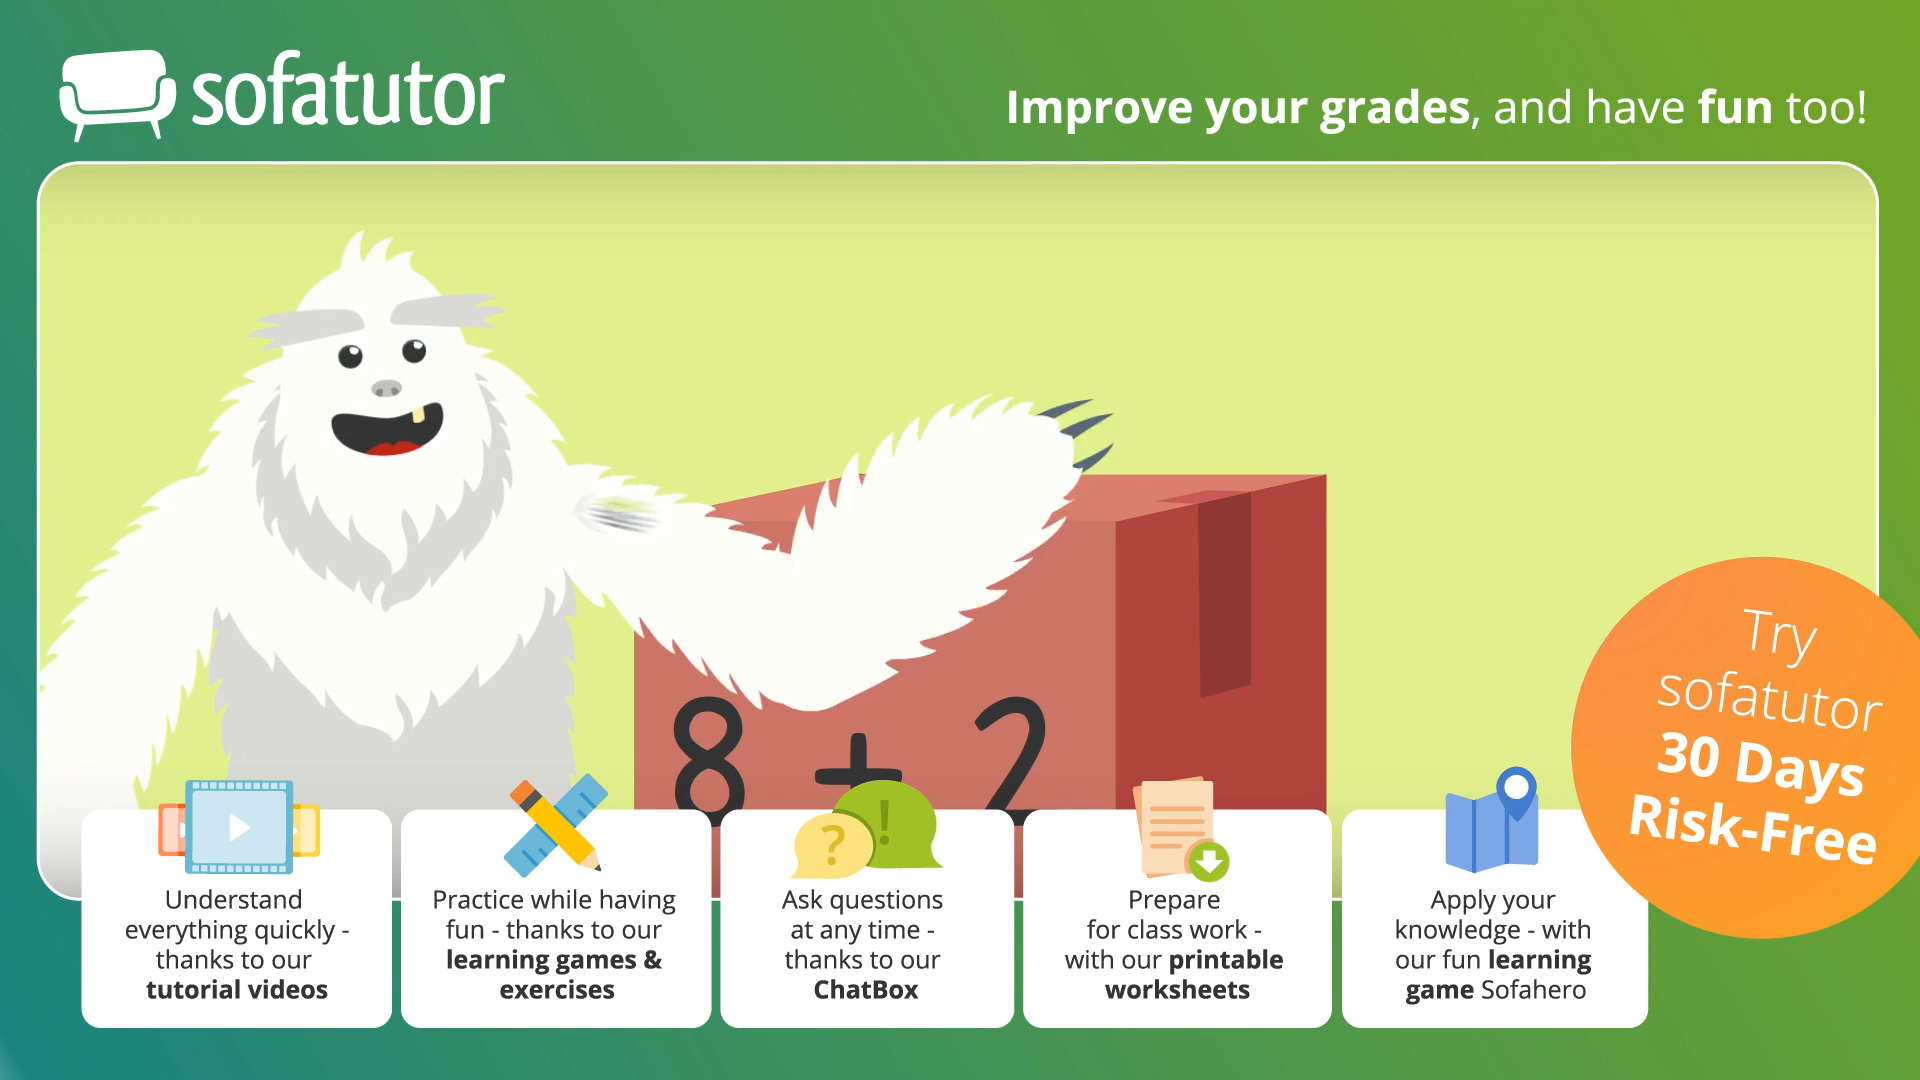 sofatutor
Improve your grades, and have fun too!
8 + 2
Try
sofatutor
30 Days
Risk-Free
?
!
Understand
everything quickly -
thanks to our
tutorial videos
Practice while having
fun - thanks to our
learning games &
exercises
Ask questions
at any time -
thanks to our
ChatBox
Prepare
for class work -
with our printable
worksheets
Apply your
knowledge - with
our fun learning
game Sofahero